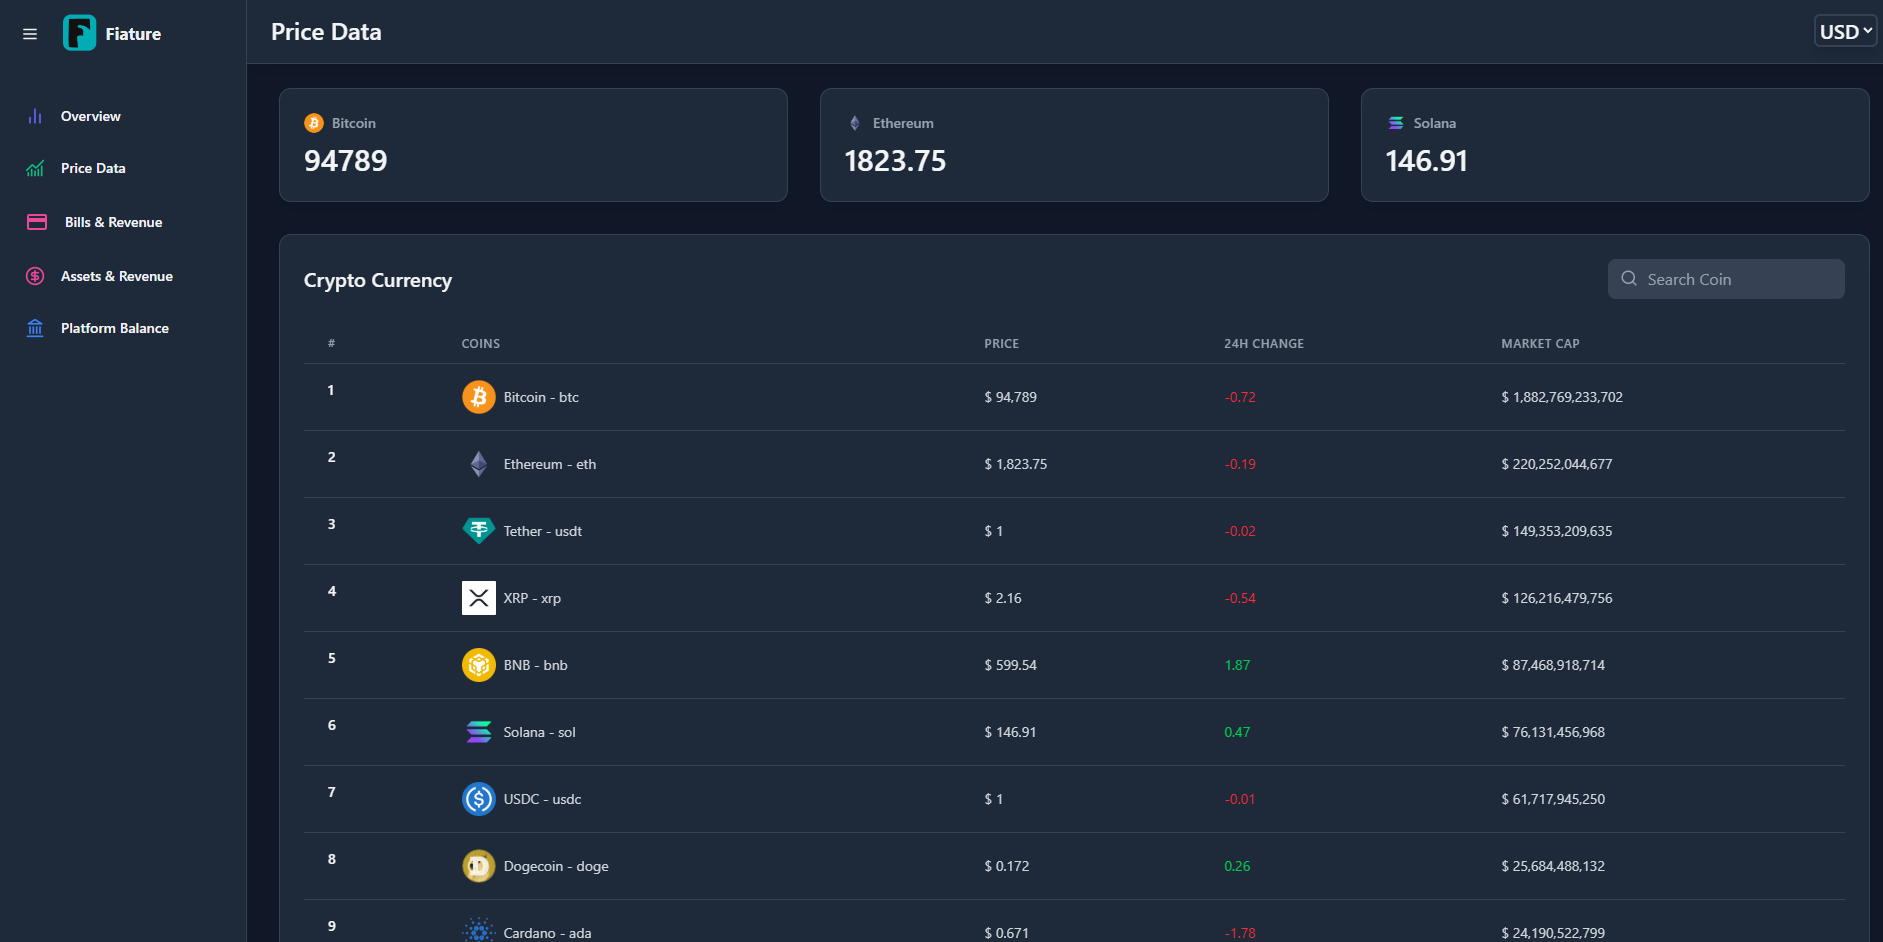 Fiature
Price Data
USD
Overview
Price Data
Bills & Revenue
Assets & Revenue
Platform Balance
Bitcoin
94789
Ethereum
1823.75
Solana
146.91
Crypto Currency
Search Coin
# COINS PRICE 24H CHANGE MARKET CAP
1 Bitcoin - btc $ 94,789 -0.72 $ 1,882,769,233,702
2 Ethereum - eth $ 1,823.75 -0.19 $ 220,252,044,677
3 Tether - usdt $ 1 -0.02 $ 149,353,209,635
4 XRP - xrp $ 2.16 -0.54 $ 126,216,479,756
5 BNB - bnb $ 599.54 1.87 $ 87,468,918,714
6 Solana - sol $ 146.91 0.47 $ 76,131,456,968
7 USDC - usdc $ 1 -0.01 $ 61,717,945,250
8 Dogecoin - doge $ 0.172 0.26 $ 25,684,488,132
9 Cardano - ada $ 0.671 -1.78 $ 24,190,522,799